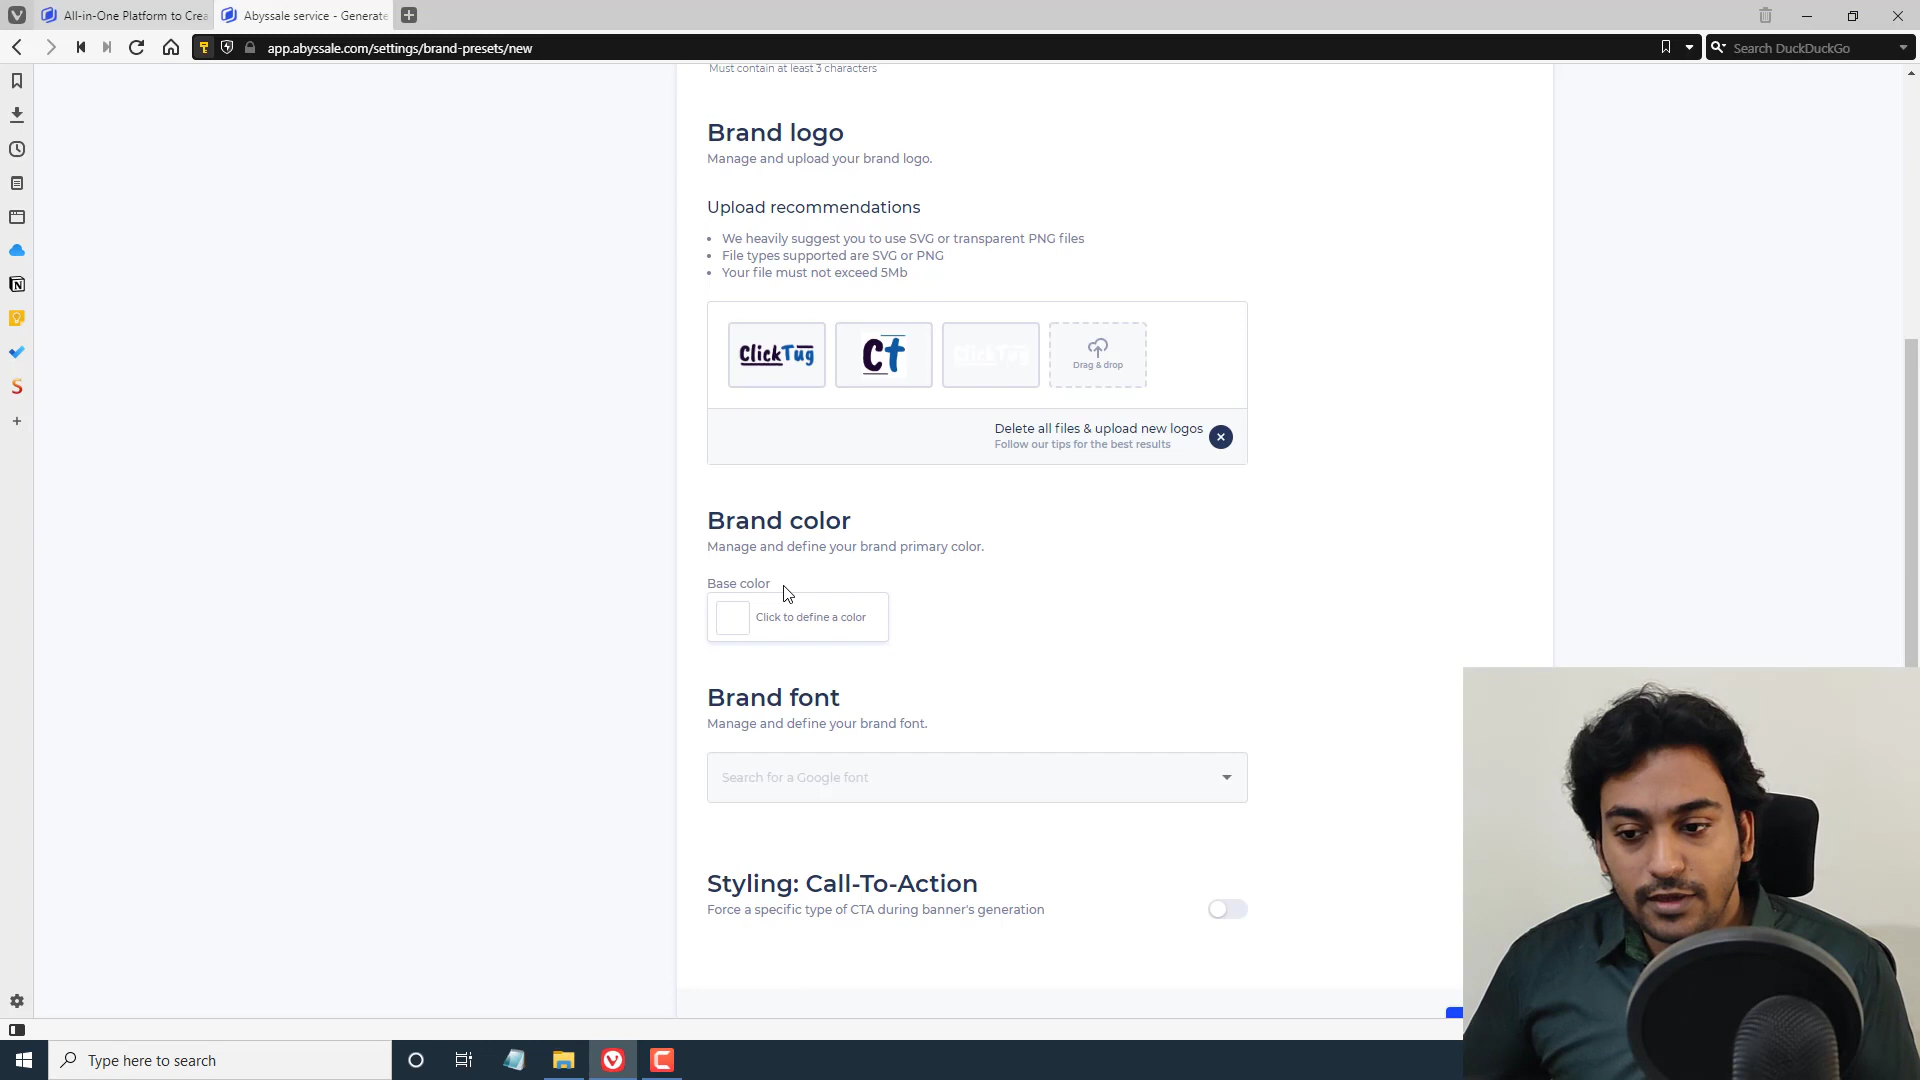 All-in-One Platform to Crea
Abyssale service - Generate
app.abyssale.com/settings/brand-presets/new
Search DuckDuckGo
Must contain at least 3 characters
Brand logo
Manage and upload your brand logo.
Upload recommendations
We heavily suggest you to use SVG or transparent PNG files
File types supported are SVG or PNG
Your file must not exceed 5Mb
ClickTug
Ct
ClickTug
Drag & drop
Delete all files & upload new logos
Follow our tips for the best results
Brand color
Manage and define your brand primary color.
Base color
Click to define a color
Brand font
Manage and define your brand font.
Search for a Google font
Styling: Call-To-Action
Force a specific type of CTA during banner's generation
Type here to search